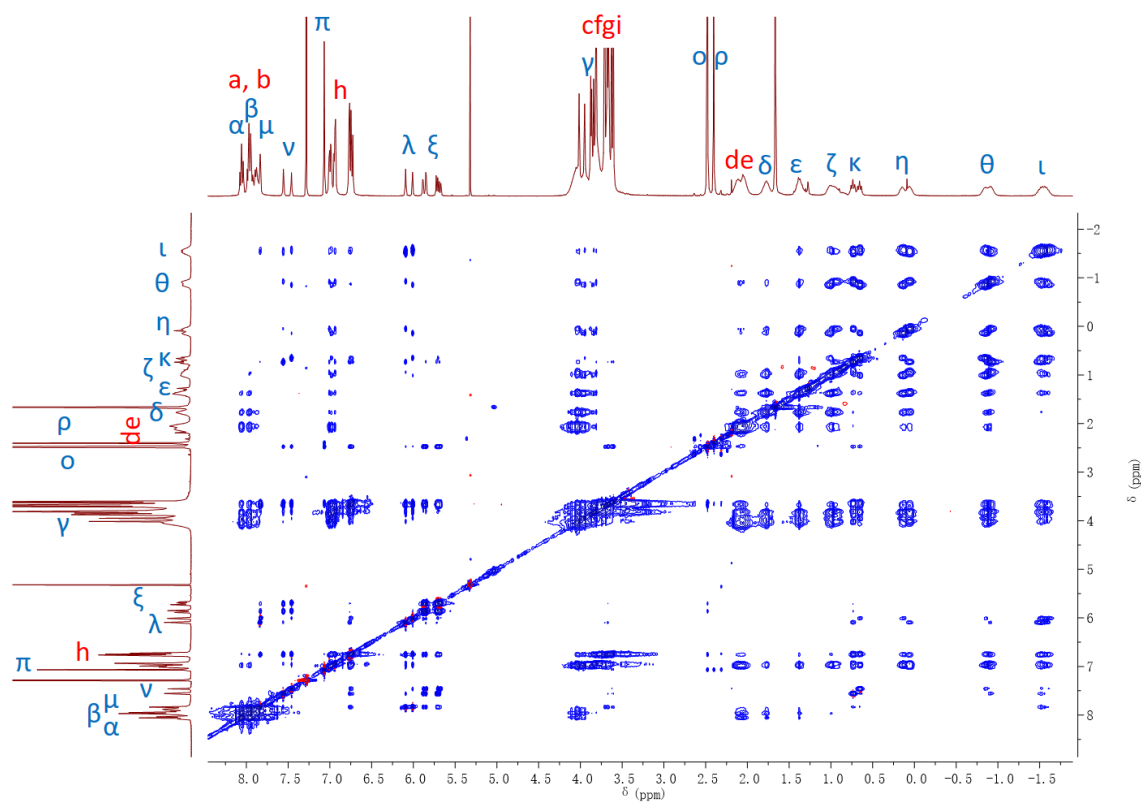 π
cfgi
a, b
β
α μ
ν
h
λ
ξ
γ
ο ρ
de
δ
ε
ζ
κ
η
θ
ι
ι
θ
η
κ
ζ
ε
δ
ρ
de
ο
γ
ξ
λ
h
π
ν
μ
β
α
-2
-1
0
1
2
3
4
5
6
7
8
δ (ppm)
8.0 7.5 7.0 6.5 6.0 5.5 5.0 4.5 4.0 3.5 3.0 2.5 2.0 1.5 1.0 0.5 0.0 -0.5 -1.0 -1.5
δ (ppm)